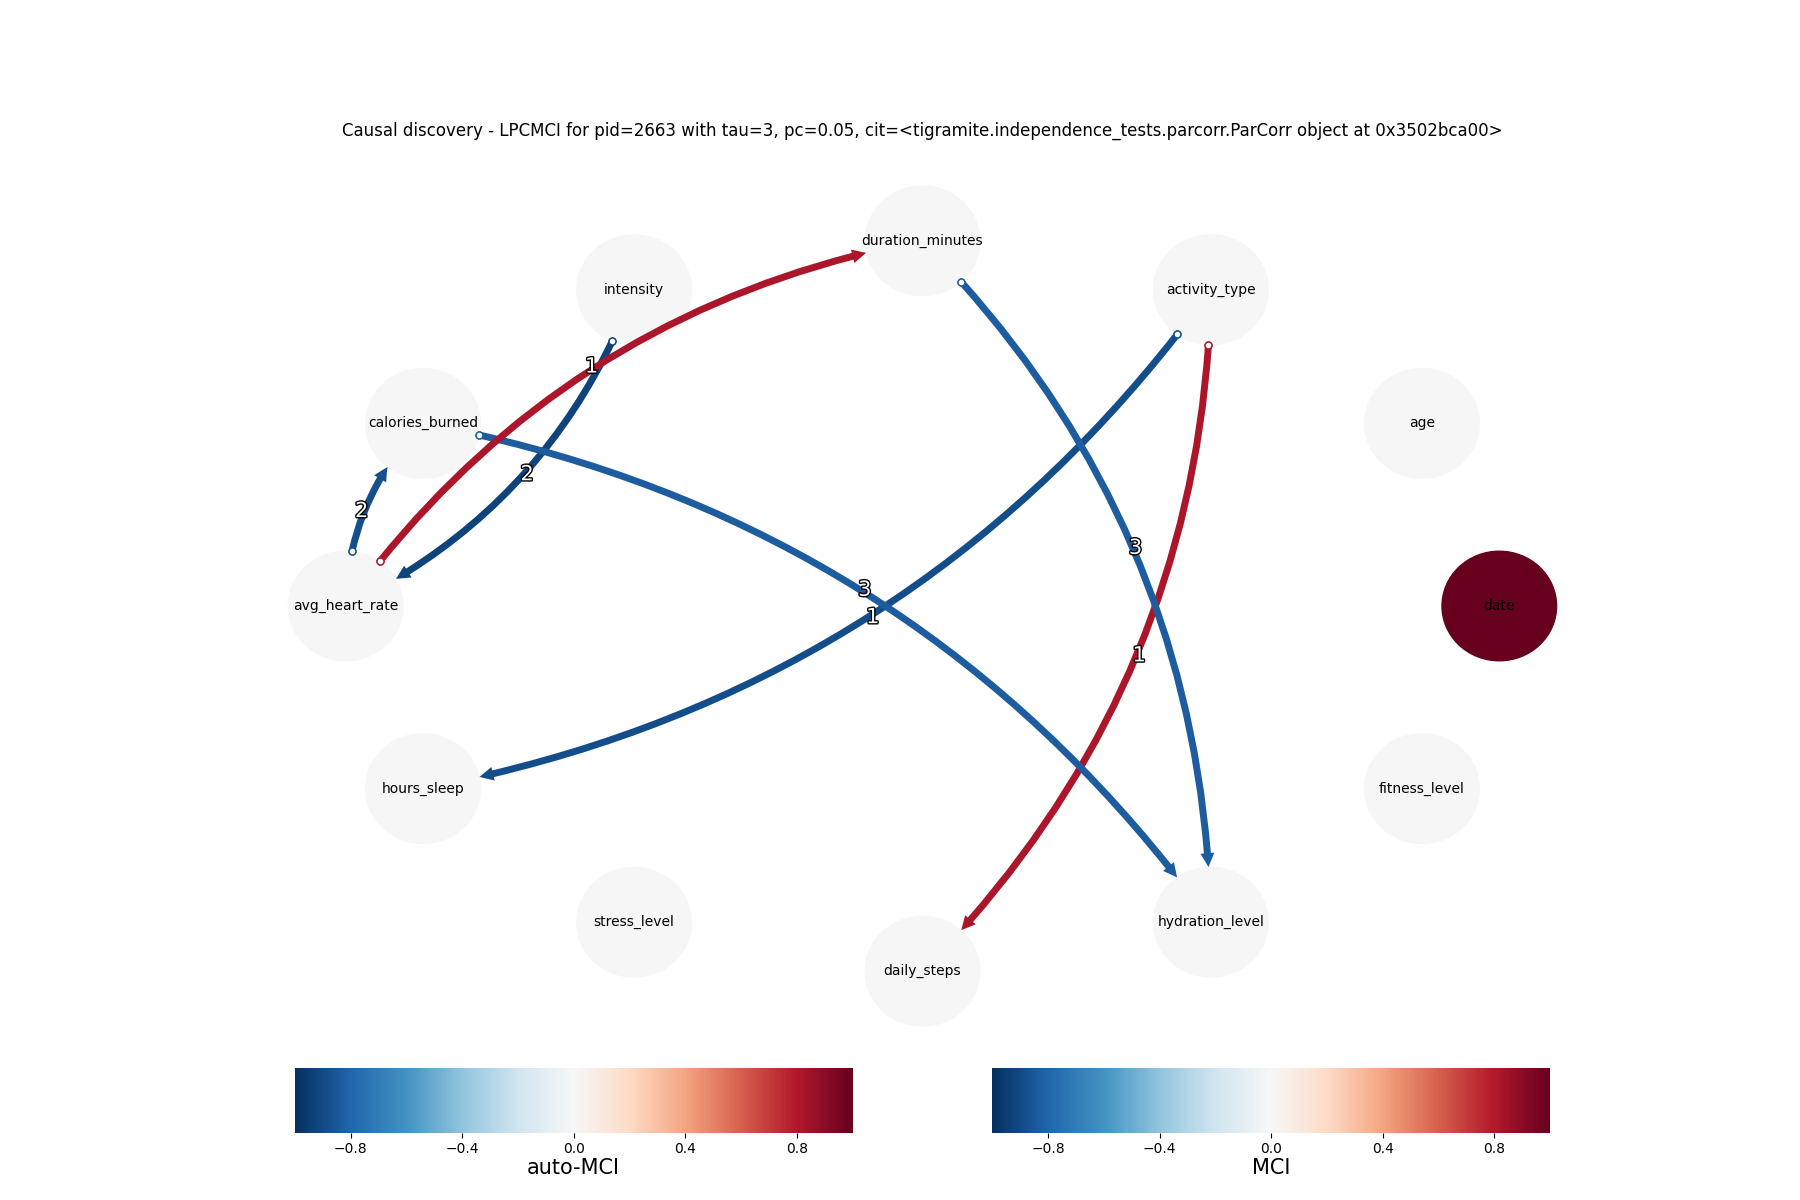 Causal discovery - LPCMCI for pid=2663 with tau=3, pc=0.05, cit=<tigramite.independence_tests.parcorr.ParCorr object at 0x3502bca00>
duration_minutes
intensity
activity_type
1
calories_burned
age
2
2
3
3
1
avg_heart_rate
date
1
hours_sleep
fitness_level
stress_level
hydration_level
daily_steps
−0.8 −0.4 0.0 0.4 0.8
auto-MCI
−0.8 −0.4 0.0 0.4 0.8
MCI